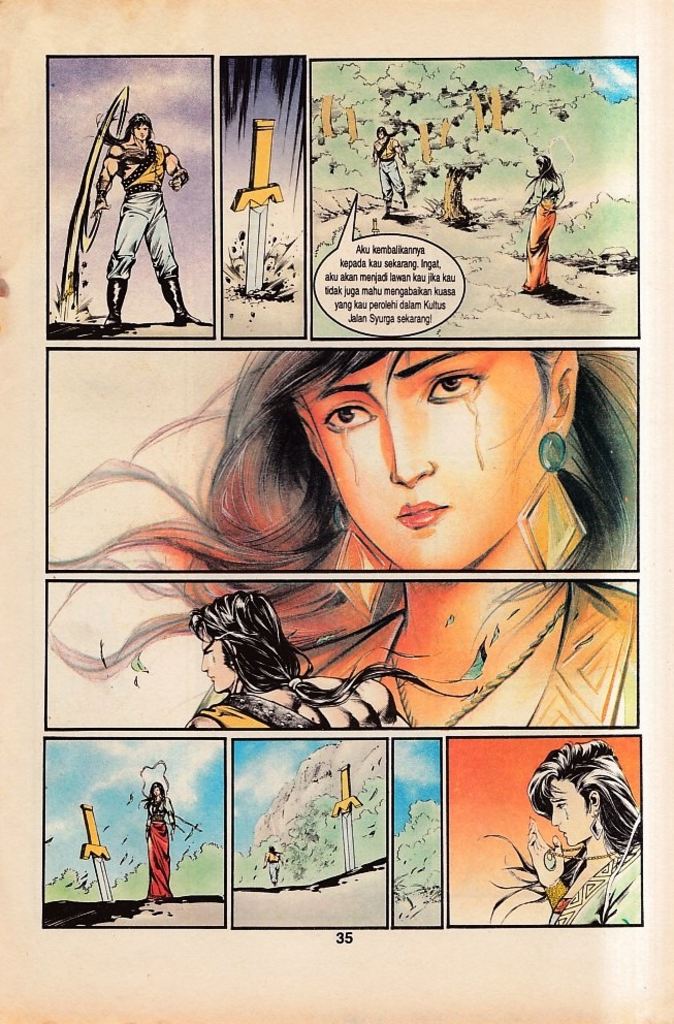 Aku kembalikannya
kepada kau sekarang. Ingat,
aku akan menjadi lawan kau jika kau
tidak juga mahu mengabaikan kuasa
yang kau perolehi dalam Kultus
Jalan Syurga sekarang!
35